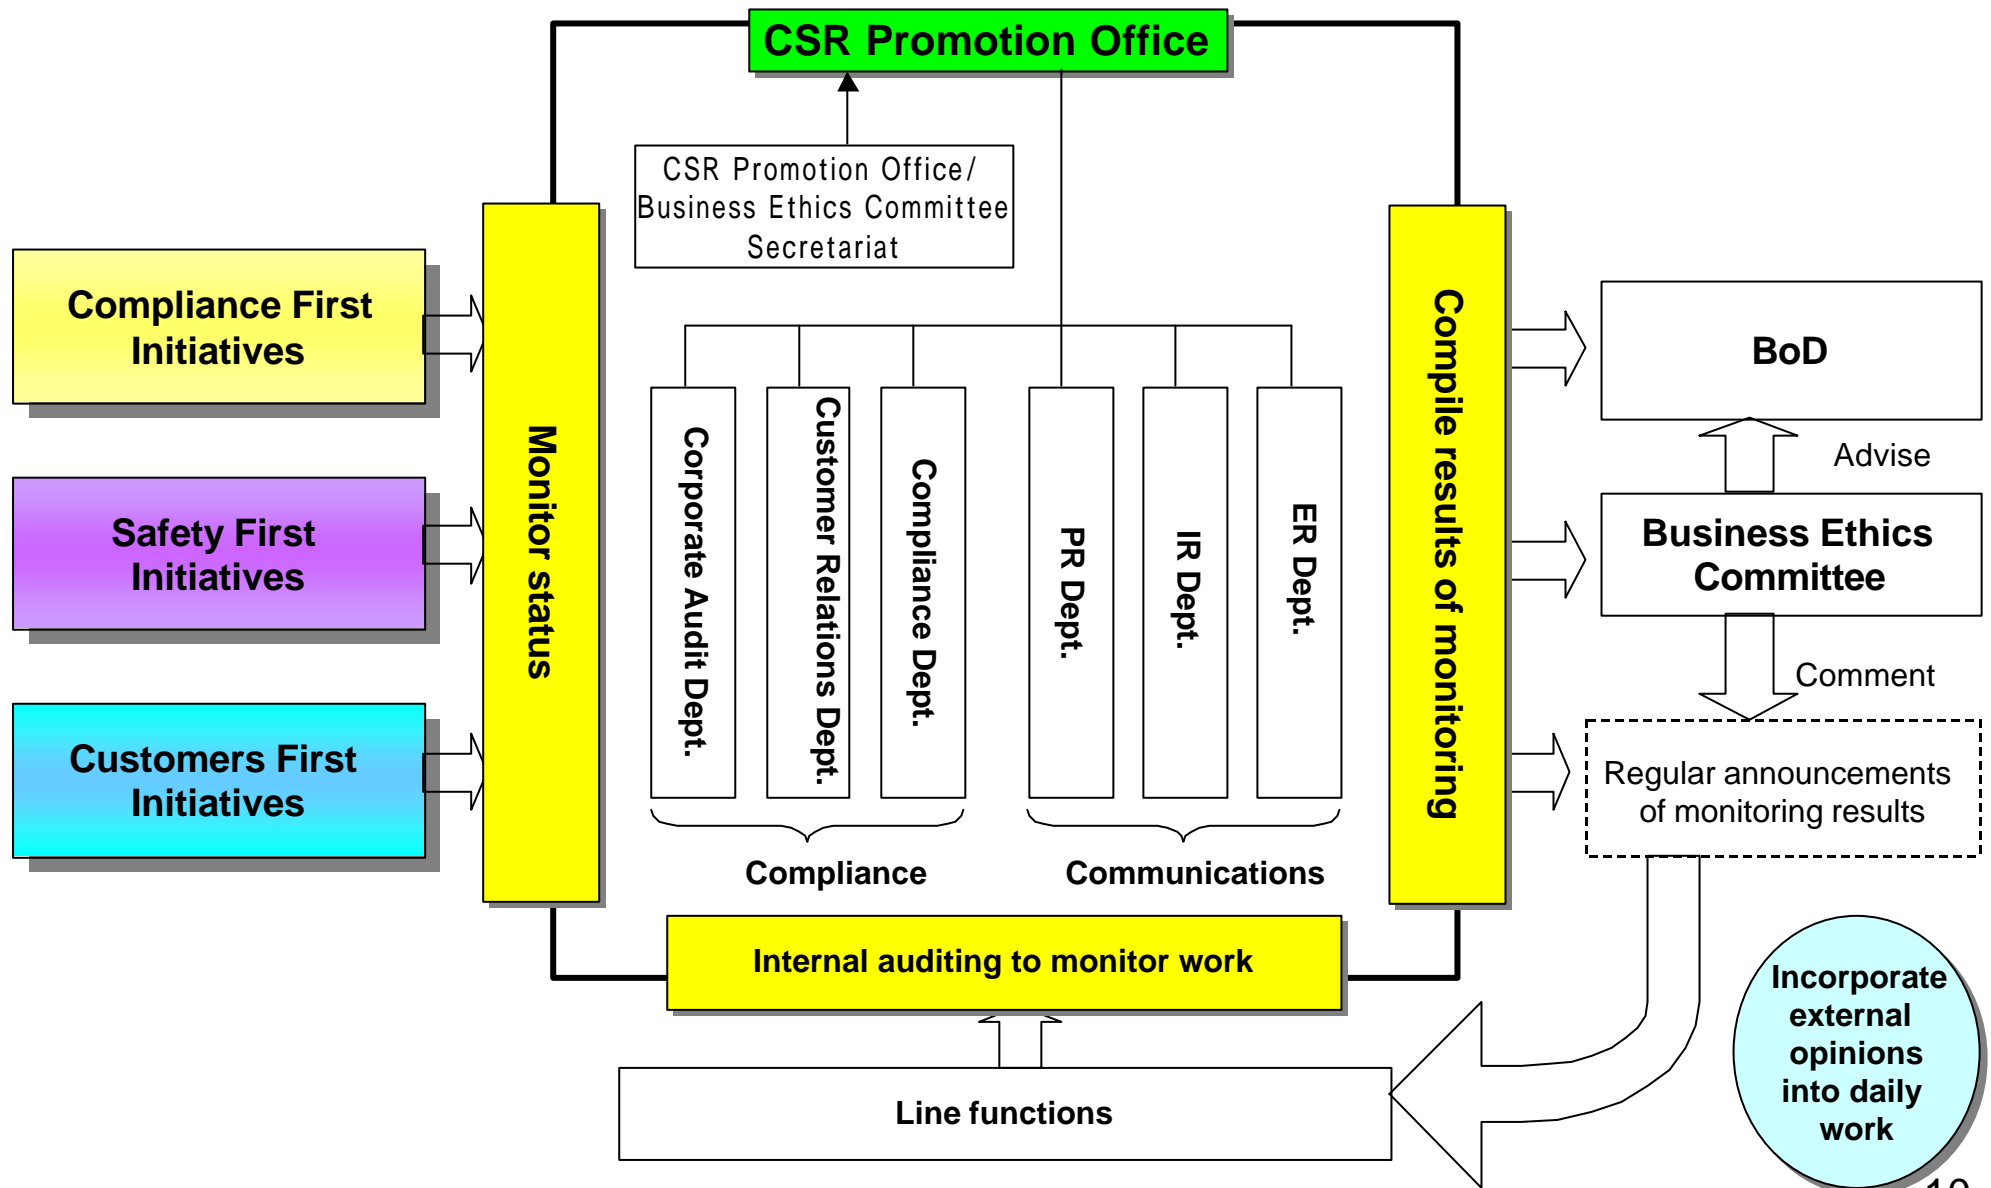 CSR Promotion Office
CSR Promotion Office/
Business Ethics Committee
Secretariat
Compliance First
Initiatives
Safety First
Initiatives
Customers First
Initiatives
Monitor status
Corporate Audit Dept.
Customer Relations Dept.
Compliance Dept.
PR Dept.
IR Dept.
ER Dept.
Compliance
Communications
Compile results of monitoring
Internal auditing to monitor work
Line functions
BoD
Advise
Business Ethics
Committee
Comment
Regular announcements
of monitoring results
Incorporate
external
opinions
into daily
work